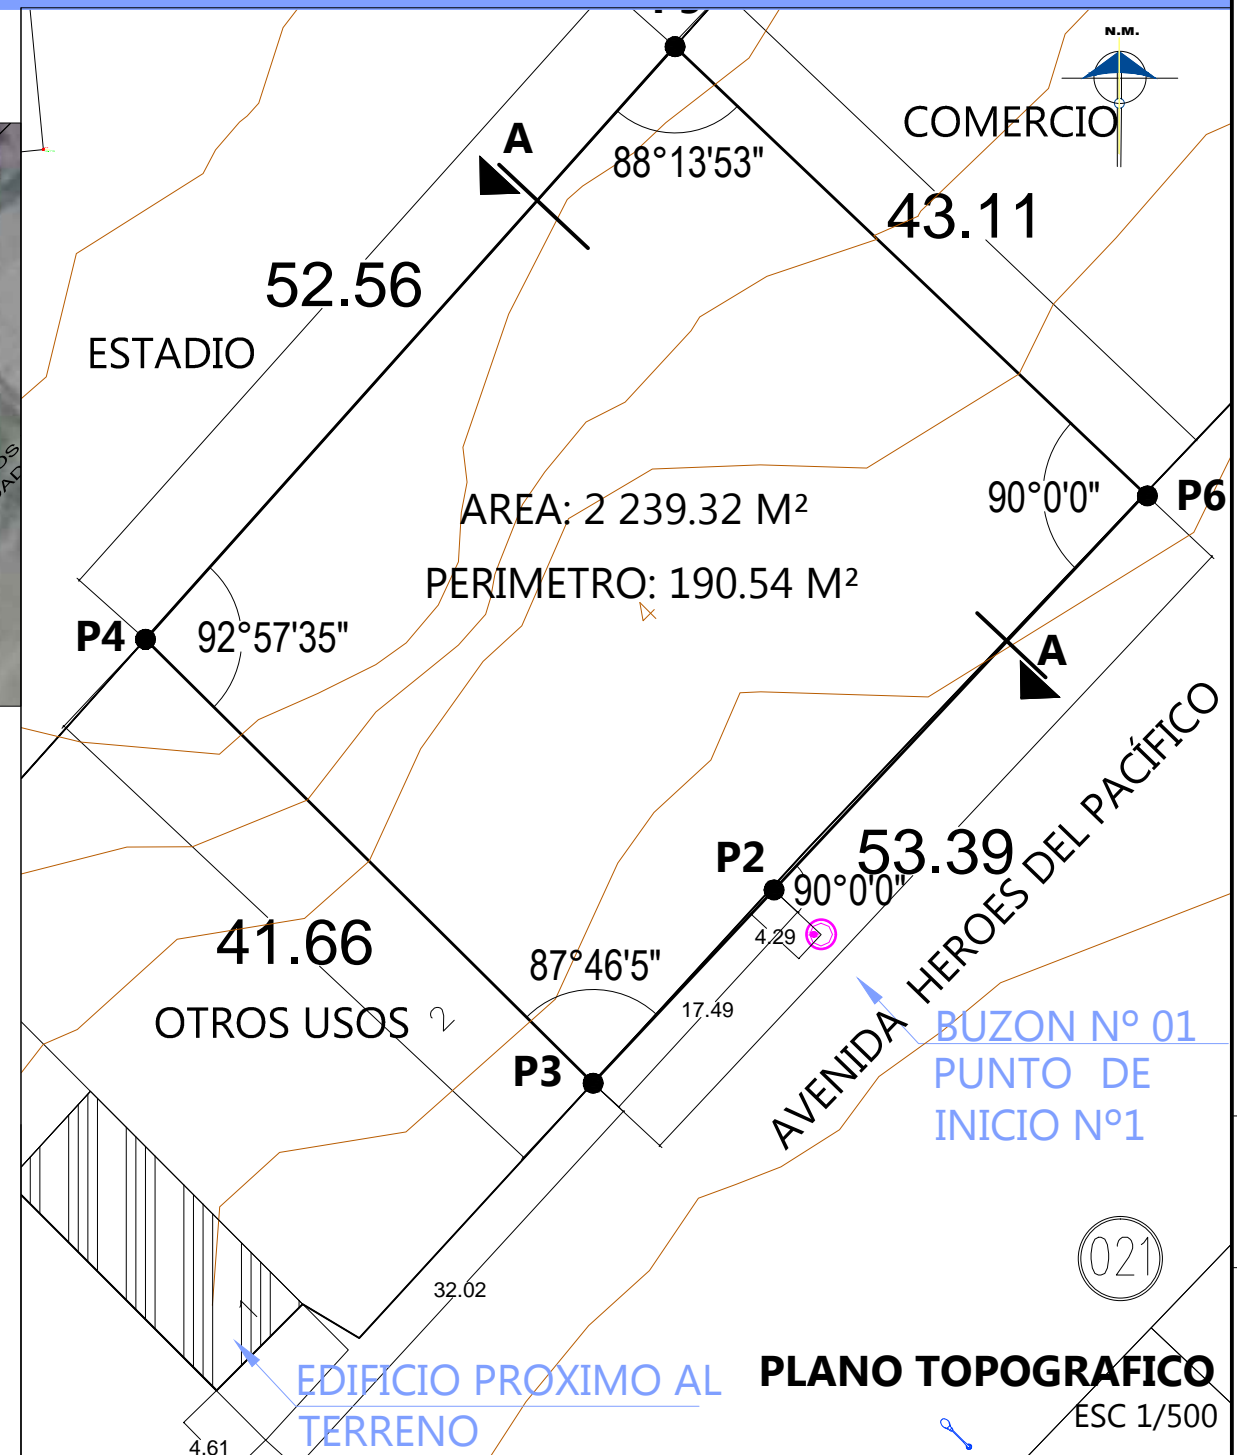 N.M.
COMERCIO
A
88°13'53"
43.11
52.56
ESTADIO
AREA: 2 239.32 M²
90°0'0"
P6
PERIMETRO: 190.54 M²
4
P4
92°57'35"
A
53.39
P2
90°0'0"
4.29
AVENIDA HEROES DEL PACÍFICO
41.66
87°46'5"
OTROS USOS
2
17.49
BUZON Nº 01
PUNTO DE
INICIO Nº1
P3
021
32.02
1
EDIFICIO PROXIMO AL
TERRENO
PLANO TOPOGRAFICO
ESC 1/500
4.61